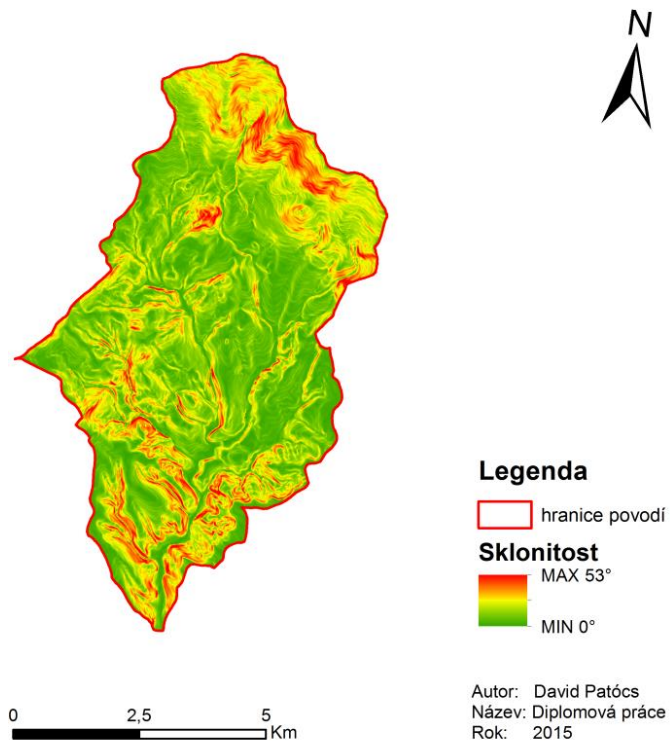 N
Legenda
hranice povodí
Sklonitost
MAX 53°
MIN 0°
0 2,5 5
Km
Autor: David Patócs
Název: Diplomová práce
Rok: 2015